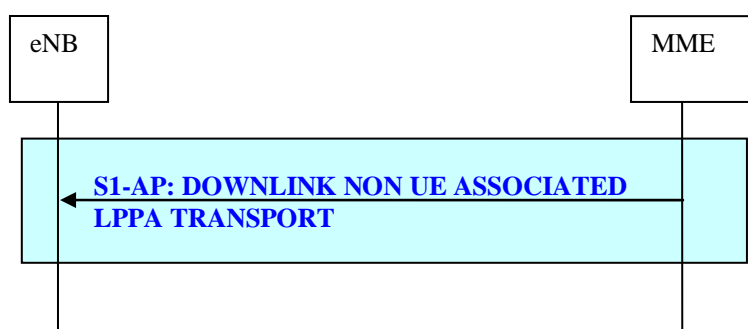 eNB
MME
S1-AP: DOWNLINK NON UE ASSOCIATED
LPPA TRANSPORT